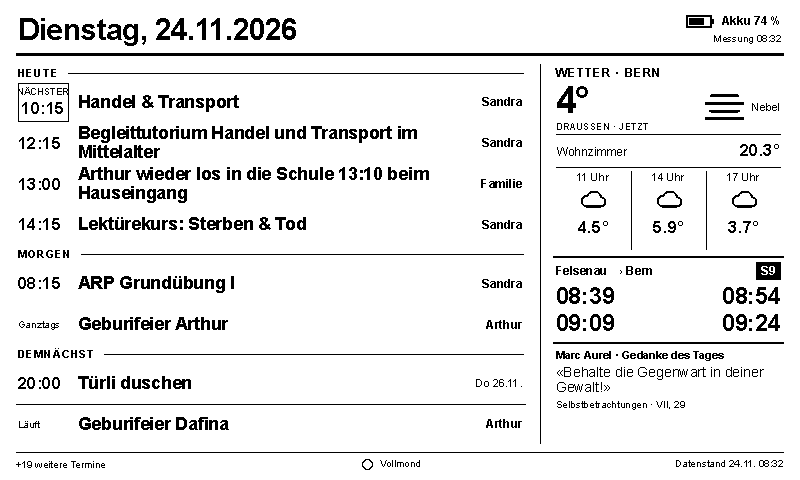 Dienstag, 24.11.2026
Akku 74 %
Messung 08:32
HEUTE
NÄCHSTER
10:15 Handel & Transport Sandra
12:15 Begleittutorium Handel und Transport im
Mittelalter Sandra
13:00 Arthur wieder los in die Schule 13:10 beim
Hauseingang Familie
14:15 Lektürekurs: Sterben & Tod Sandra
MORGEN
08:15 ARP Grundübung I Sandra
Ganztags Geburifeier Arthur Arthur
DEMNÄCHST
20:00 Türli duschen Do 26.11.
Läuft Geburifeier Dafina Arthur
WETTER · BERN
4° Nebel
DRAUSSEN · JETZT
Wohnzimmer 20.3°
11 Uhr 14 Uhr 17 Uhr
4.5° 5.9° 3.7°
Felsenau › Bern S9
08:39 08:54
09:09 09:24
Marc Aurel · Gedanke des Tages
«Behalte die Gegenwart in deiner
Gewalt!»
Selbstbetrachtungen · VII, 29
+19 weitere Termine
Vollmond
Datenstand 24.11. 08:32